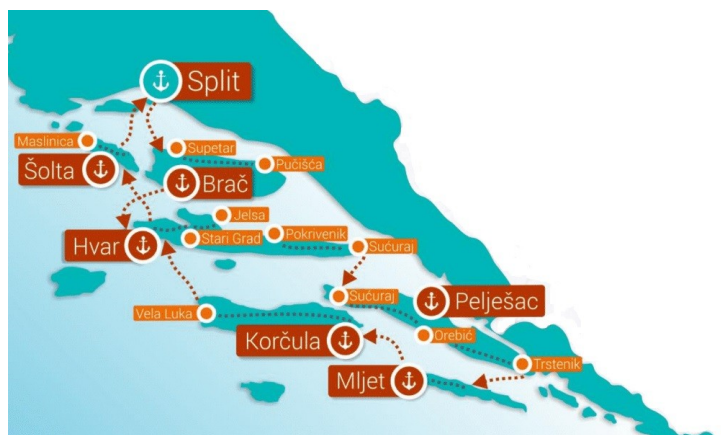 Split
Maslinica
Supetar
Pučišća
Šolta
Brač
Jelsa
Stari Grad
Pokrivenik
Hvar
Sućuraj
Sućuraj
Pelješac
Vela Luka
Orebić
Korčula
Trstenik
Mljet